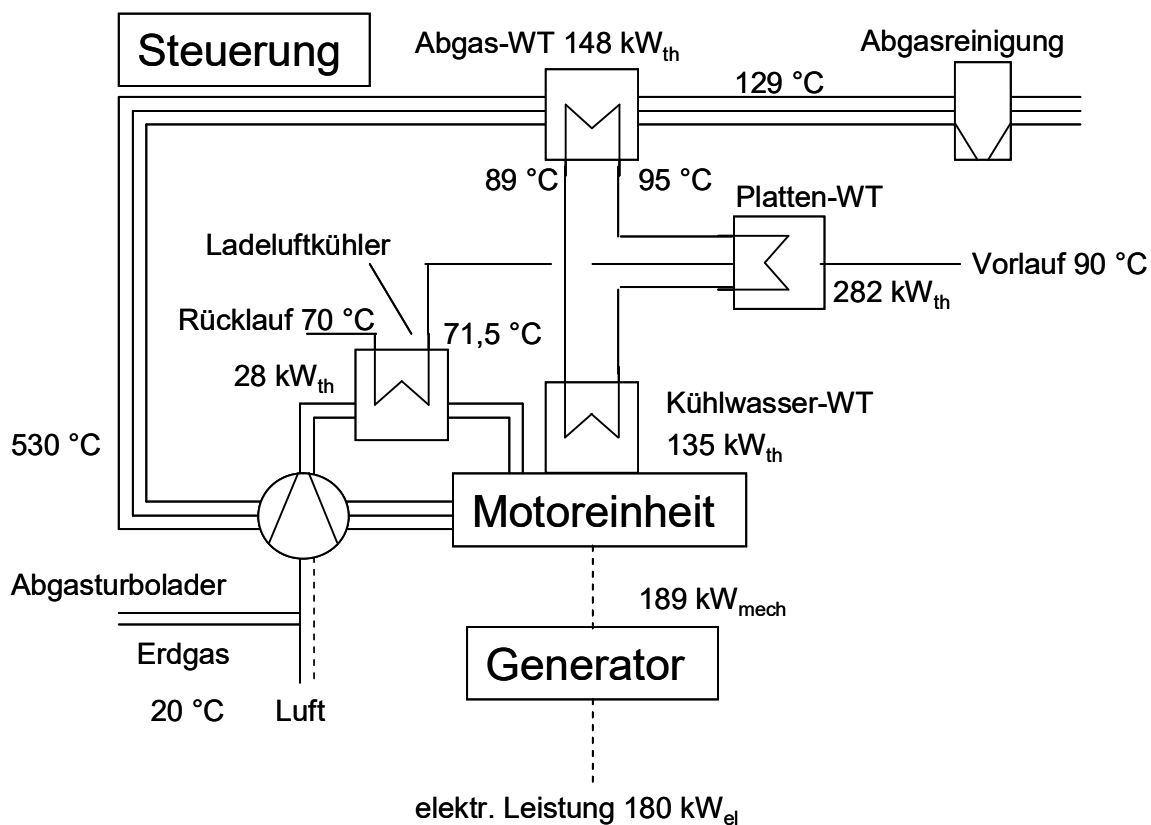 Steuerung
Abgas-WT 148 kWth
Abgasreinigung
129 °C
89 °C
95 °C
Platten-WT
Ladeluftkühler
Vorlauf 90 °C
282 kWth
Rücklauf 70 °C
71,5 °C
28 kWth
Kühlwasser-WT
135 kWth
530 °C
Motoreinheit
Abgasturbolader
189 kWmech
Erdgas
Generator
20 °C
Luft
elektr. Leistung 180 kWel